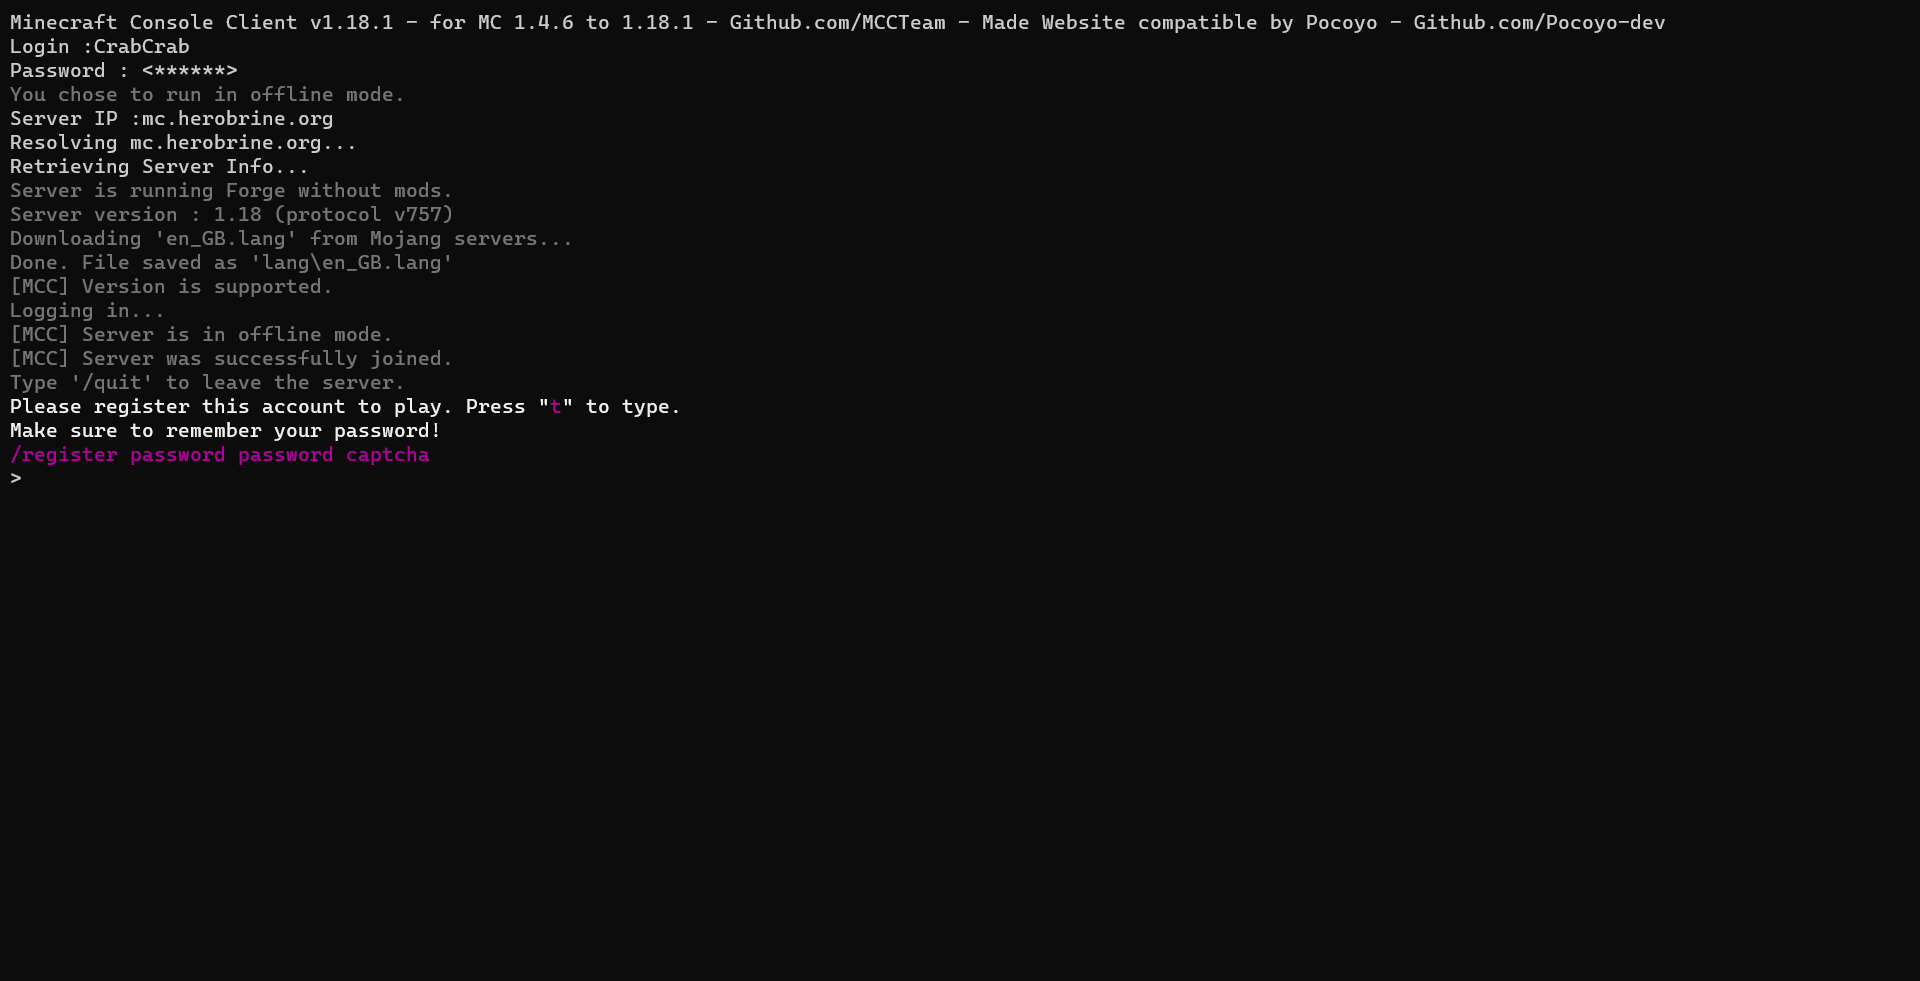 Minecraft Console Client v1.18.1 - for MC 1.4.6 to 1.18.1 - Github.com/MCCTeam - Made Website compatible by Pocoyo - Github.com/Pocoyo-dev
Login :CrabCrab
Password : <******>
You chose to run in offline mode.
Server IP :mc.herobrine.org
Resolving mc.herobrine.org...
Retrieving Server Info...
Server is running Forge without mods.
Server version : 1.18 (protocol v757)
Downloading 'en_GB.lang' from Mojang servers...
Done. File saved as 'lang\en_GB.lang'
[MCC] Version is supported.
Logging in...
[MCC] Server is in offline mode.
[MCC] Server was successfully joined.
Type '/quit' to leave the server.
Please register this account to play. Press "t" to type.
Make sure to remember your password!
/register password password captcha
>